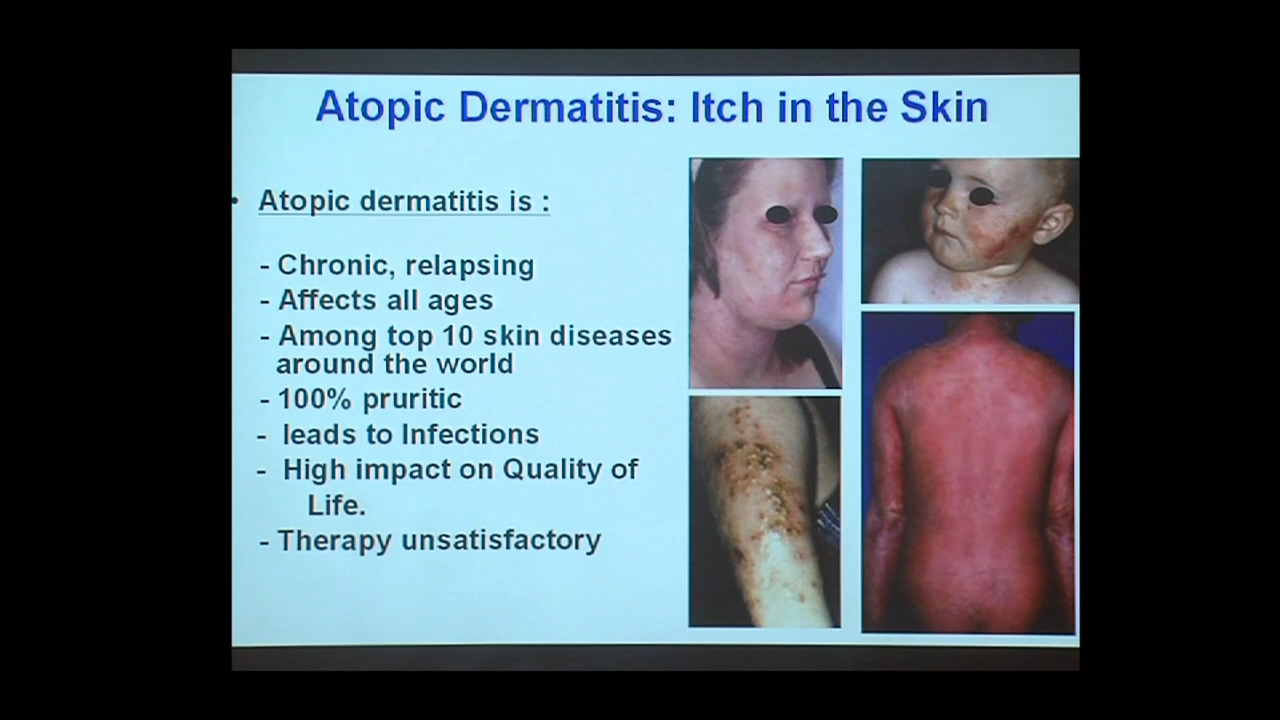 Atopic Dermatitis: Itch in the Skin
• Atopic dermatitis is :
- Chronic, relapsing
- Affects all ages
- Among top 10 skin diseases
around the world
- 100% pruritic
- leads to Infections
- High impact on Quality of
Life.
- Therapy unsatisfactory